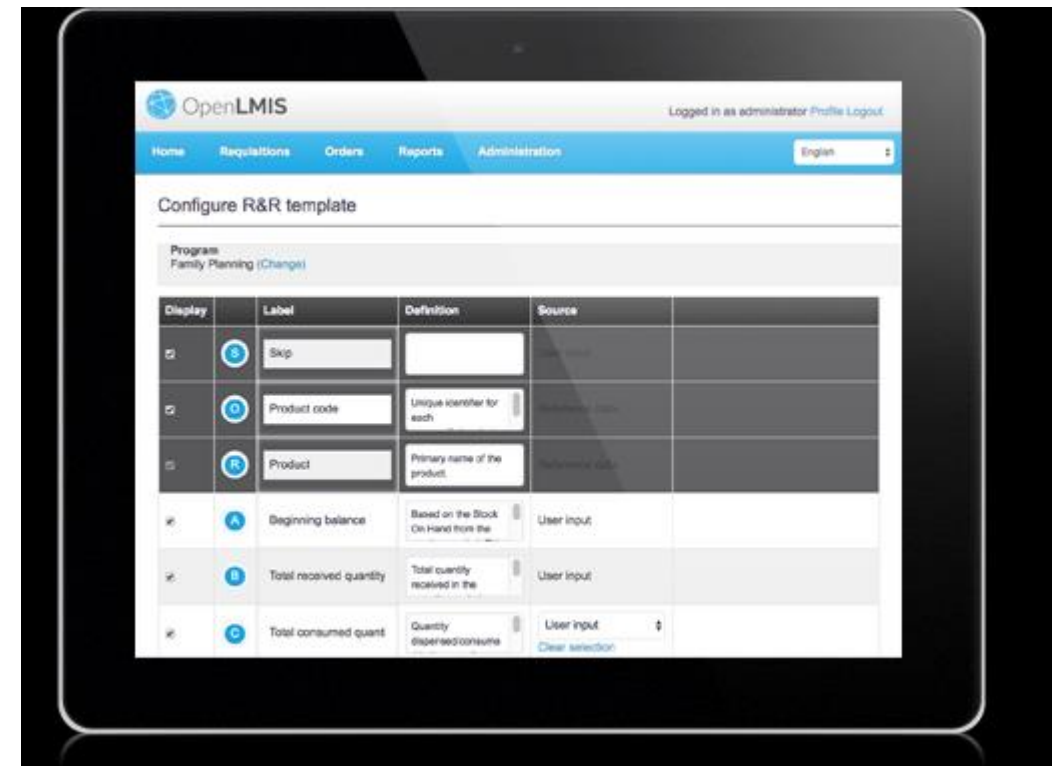 OpenLMIS
Logged in as administrator Profile Logout
Home Requisitions Orders Reports Administration English
Configure R&R template
Program
Family Planning (Change)
Display Label Definition Source
S Skip
O Product code Unique identifier for
each
R Product Primary name of the
product.
A Beginning balance Based on the Stock
On Hand from the
User input
B Total received quantity Total quantity
received in the
User input
C Total consumed quant Quantity
dispensed/consume
User input
Clear selection